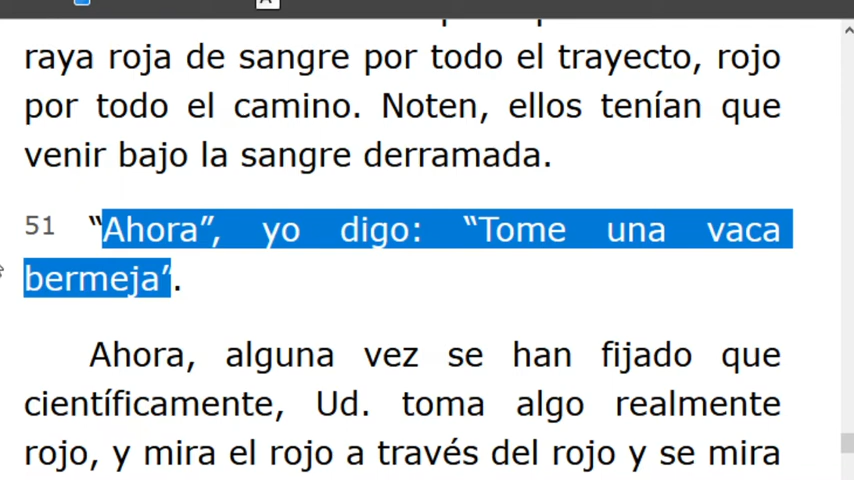 raya roja de sangre por todo el trayecto, rojo
por todo el camino. Noten, ellos tenían que
venir bajo la sangre derramada.
51 “Ahora”, yo digo: “Tome una vaca
bermeja”.
Ahora, alguna vez se han fijado que
científicamente, Ud. toma algo realmente
rojo, y mira el rojo a través del rojo y se mira